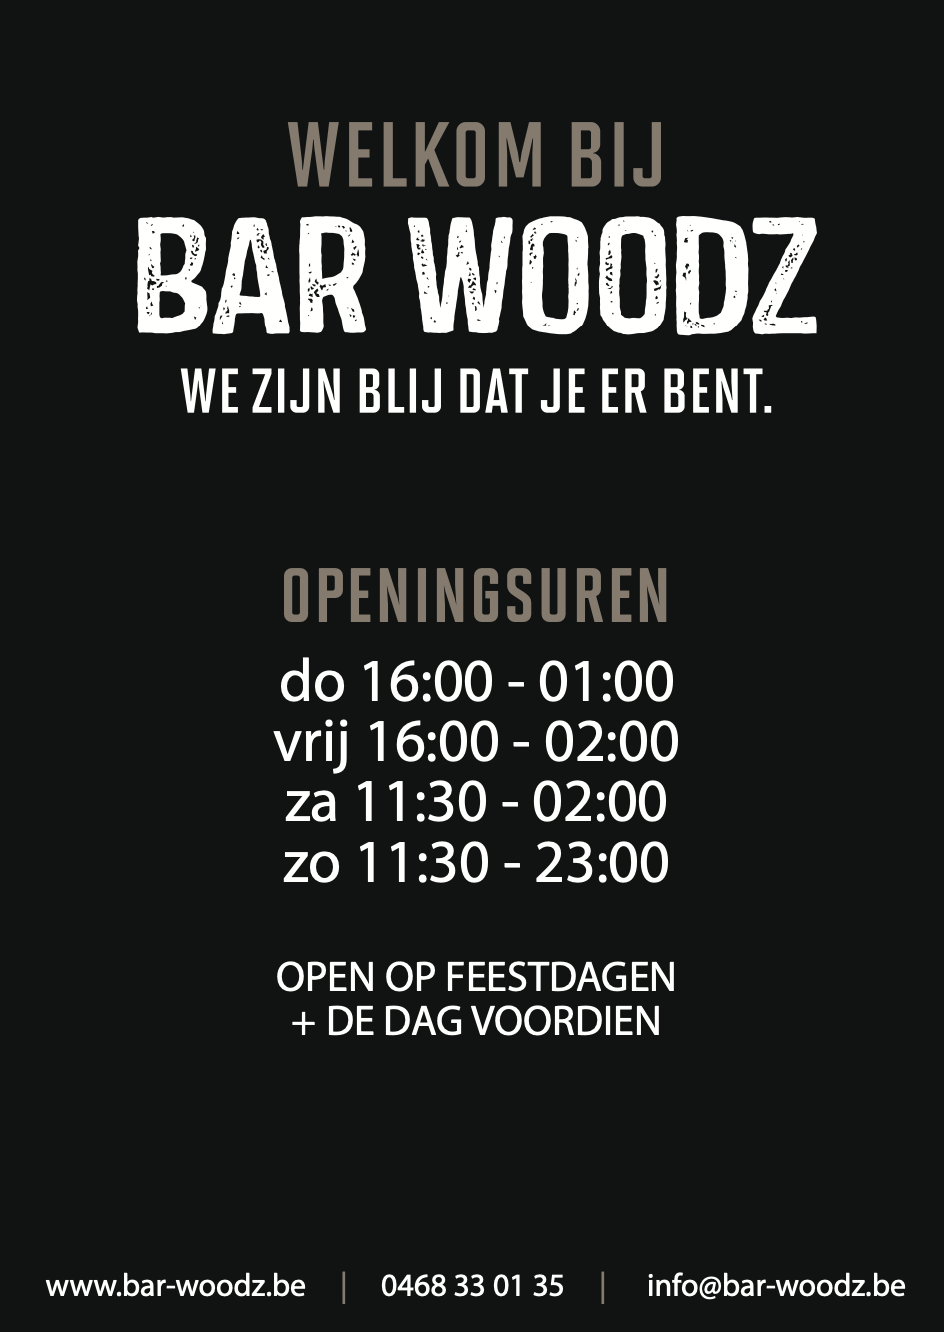 WELKOM BIJ
BAR WOODZ
WE ZIJN BLIJ DAT JE ER BENT.
OPENINGSUREN
do 16:00 - 01:00
vrij 16:00 - 02:00
za 11:30 - 02:00
zo 11:30 - 23:00
OPEN OP FEESTDAGEN
+ DE DAG VOORDIEN
www.bar-woodz.be | 0468 33 01 35 | info@bar-woodz.be